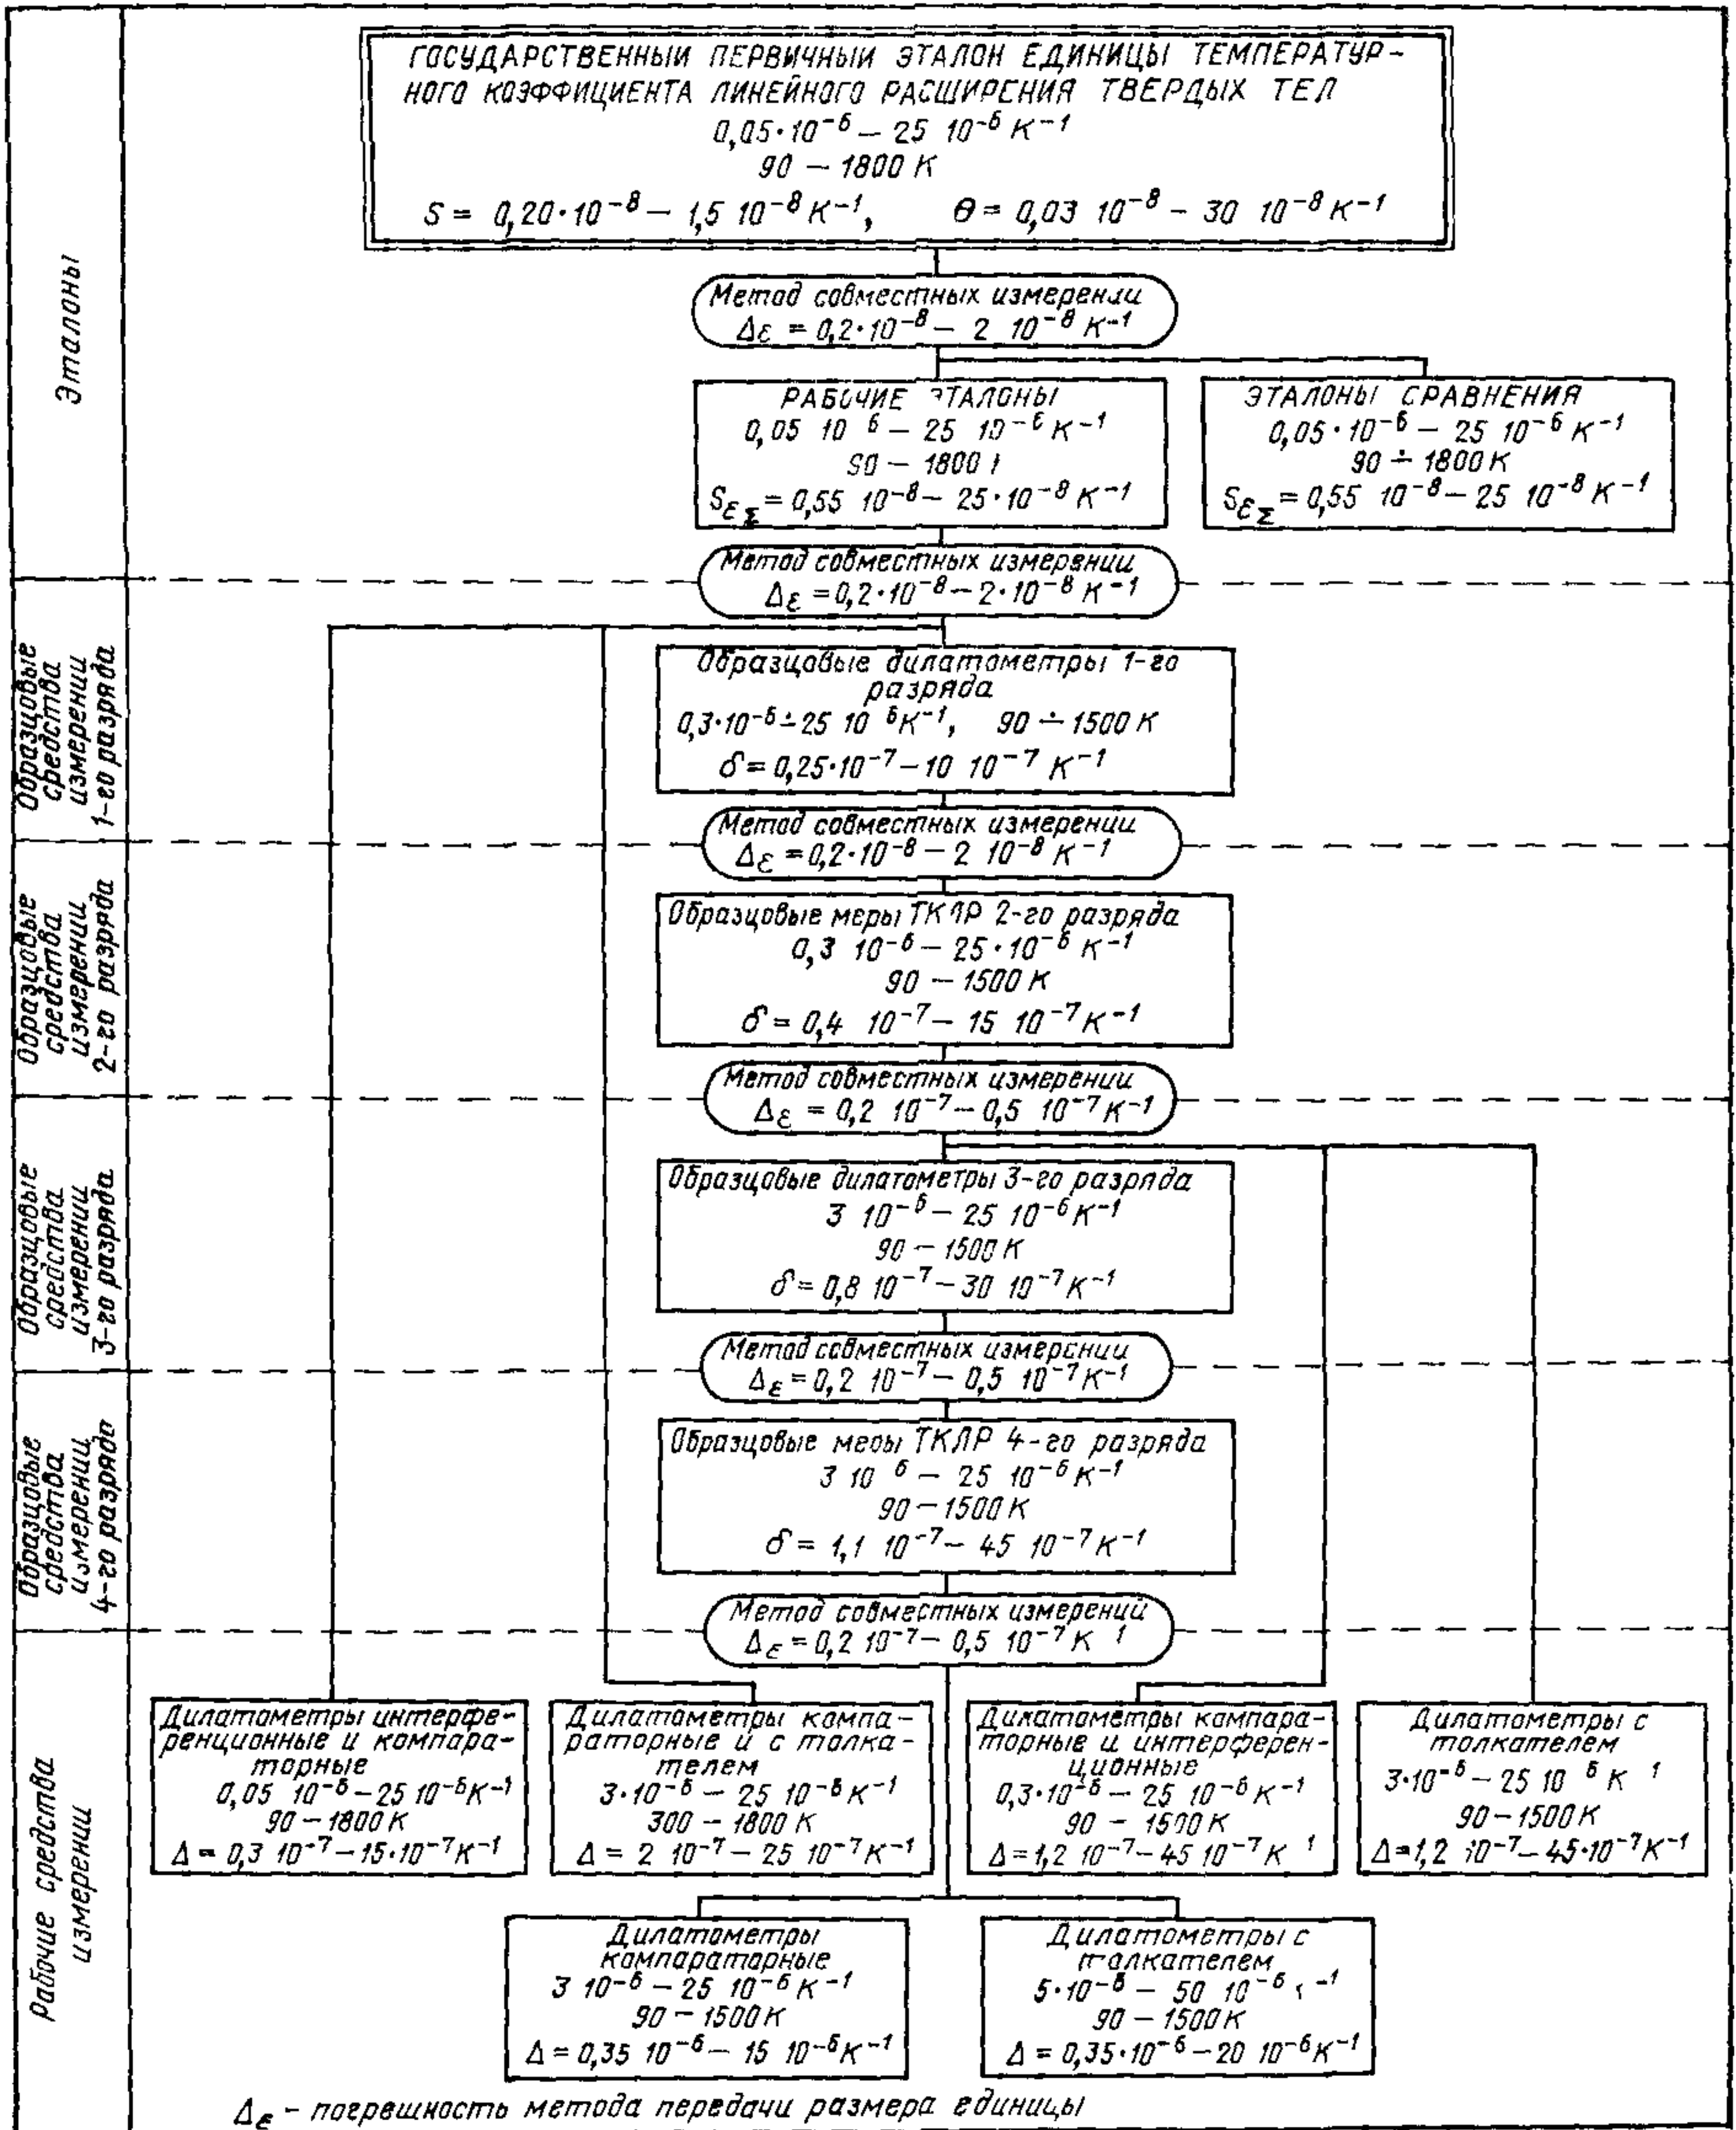 ГОСУДАРСТВЕННЫЙ ПЕРВИЧНЫЙ ЭТАЛОН ЕДИНИЦЫ ТЕМПЕРАТУР-
НОГО КОЭФФИЦИЕНТА ЛИНЕЙНОГО РАСШИРЕНИЯ ТВЕРДЫХ ТЕЛ
0,05·10⁻⁶ – 25 10⁻⁶ К⁻¹
90 – 1800 К
S = 0,20·10⁻⁸ – 1,5 10⁻⁸ К⁻¹, Θ = 0,03 10⁻⁸ – 30 10⁻⁸ К⁻¹
Эталоны
Метод совместных измерении
Δε = 0,2·10⁻⁸ – 2 10⁻⁸ К⁻¹
РАБОЧИЕ ЭТАЛОНЫ
0,05 10 ⁶ – 25 10⁻⁶ К⁻¹
90 – 1800
SεΣ = 0,55 10⁻⁸ – 25·10⁻⁸ К⁻¹
ЭТАЛОНЫ СРАВНЕНИЯ
0,05·10⁻⁶ – 25 10⁻⁶ К⁻¹
90 ÷ 1800 К
SεΣ = 0,55 10⁻⁸ – 25 10⁻⁸ К⁻¹
Метод совместных измерении
Δε = 0,2·10⁻⁸ – 2·10⁻⁸ К⁻¹
Образцовые
средства
измерении
1-го разряда
Образцовые дилатометры 1-го
разряда
0,3·10⁻⁶ ÷ 25 10 ⁶ К⁻¹, 90 ÷ 1500 К
δ = 0,25·10⁻⁷ – 10 10⁻⁷ К⁻¹
Метод совместных измерении
Δε = 0,2·10⁻⁸ – 2 10⁻⁸ К⁻¹
Образцовые
средства
измерении
2-го разряда
Образцовые меры ТКЛР 2-го разряда
0,3 10⁻⁶ – 25·10⁻⁶ К⁻¹
90 – 1500 К
δ = 0,4 10⁻⁷ – 15 10⁻⁷ К⁻¹
Метод совместных измерении
Δε = 0,2 10⁻⁷ – 0,5 10⁻⁷ К⁻¹
Образцовые
средства
измерении
3-го разряда
Образцовые дилатометры 3-го разряда
3 10⁻⁶ – 25 10⁻⁶ К⁻¹
90 – 1500 К
δ = 0,8 10⁻⁷ – 30 10⁻⁷ К⁻¹
Метод совместных измерении
Δε = 0,2 10⁻⁷ – 0,5 10⁻⁷ К⁻¹
Образцовые
средства
измерении
4-го разряда
Образцовые меры ТКЛР 4-го разряда
3 10 ⁶ – 25 10⁻⁶ К⁻¹
90 – 1500 К
δ = 1,1 10⁻⁷ – 45 10⁻⁷ К⁻¹
Метод совместных измерений
Δε = 0,2 10⁻⁷ – 0,5 10⁻⁷ К ¹
Рабочие средства
измерении
Дилатометры интерфе-
ренционные и компара-
торные
0,05 10⁻⁶ – 25 10⁻⁶ К⁻¹
90 – 1800 К
Δ = 0,3 10⁻⁷ – 15·10⁻⁷ К⁻¹
Дилатометры компа-
раторные и с толка-
телем
3·10⁻⁶ – 25 10⁻⁶ К⁻¹
300 – 1800 К
Δ = 2 10⁻⁷ – 25 10⁻⁷ К⁻¹
Дилатометры компара-
торные и интерферен-
ционные
0,3·10⁻⁶ – 25 10⁻⁶ К⁻¹
90 – 1500 К
Δ = 1,2 10⁻⁷ – 45 10⁻⁷ К ¹
Дилатометры с
толкателем
3·10⁻⁶ – 25 10 ⁶ К ¹
90 – 1500 К
Δ = 1,2 10⁻⁷ – 45·10⁻⁷ К⁻¹
Дилатометры
компараторные
3 10⁻⁶ – 25 10⁻⁶ К⁻¹
90 – 1500 К
Δ = 0,35 10⁻⁶ – 15 10⁻⁶ К⁻¹
Дилатометры с
толкателем
5·10⁻⁶ – 50 10⁻⁶ ⁻¹
90 – 1500 К
Δ = 0,35·10⁻⁶ – 20 10⁻⁶ К⁻¹
Δε – погрешность метода передачи размера единицы